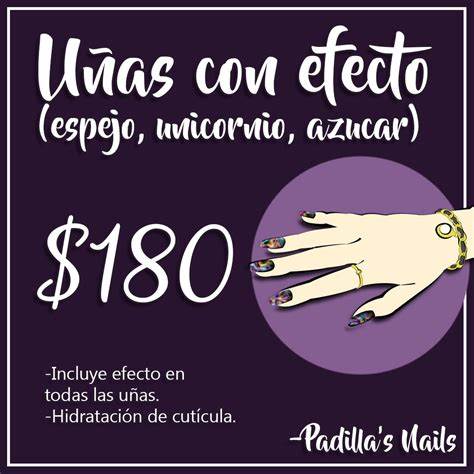 Uñas con efecto
(espejo, unicornio, azucar)
$180
-Incluye efecto en
todas las uñas.
-Hidratación de cutícula.
-Padilla's Nails